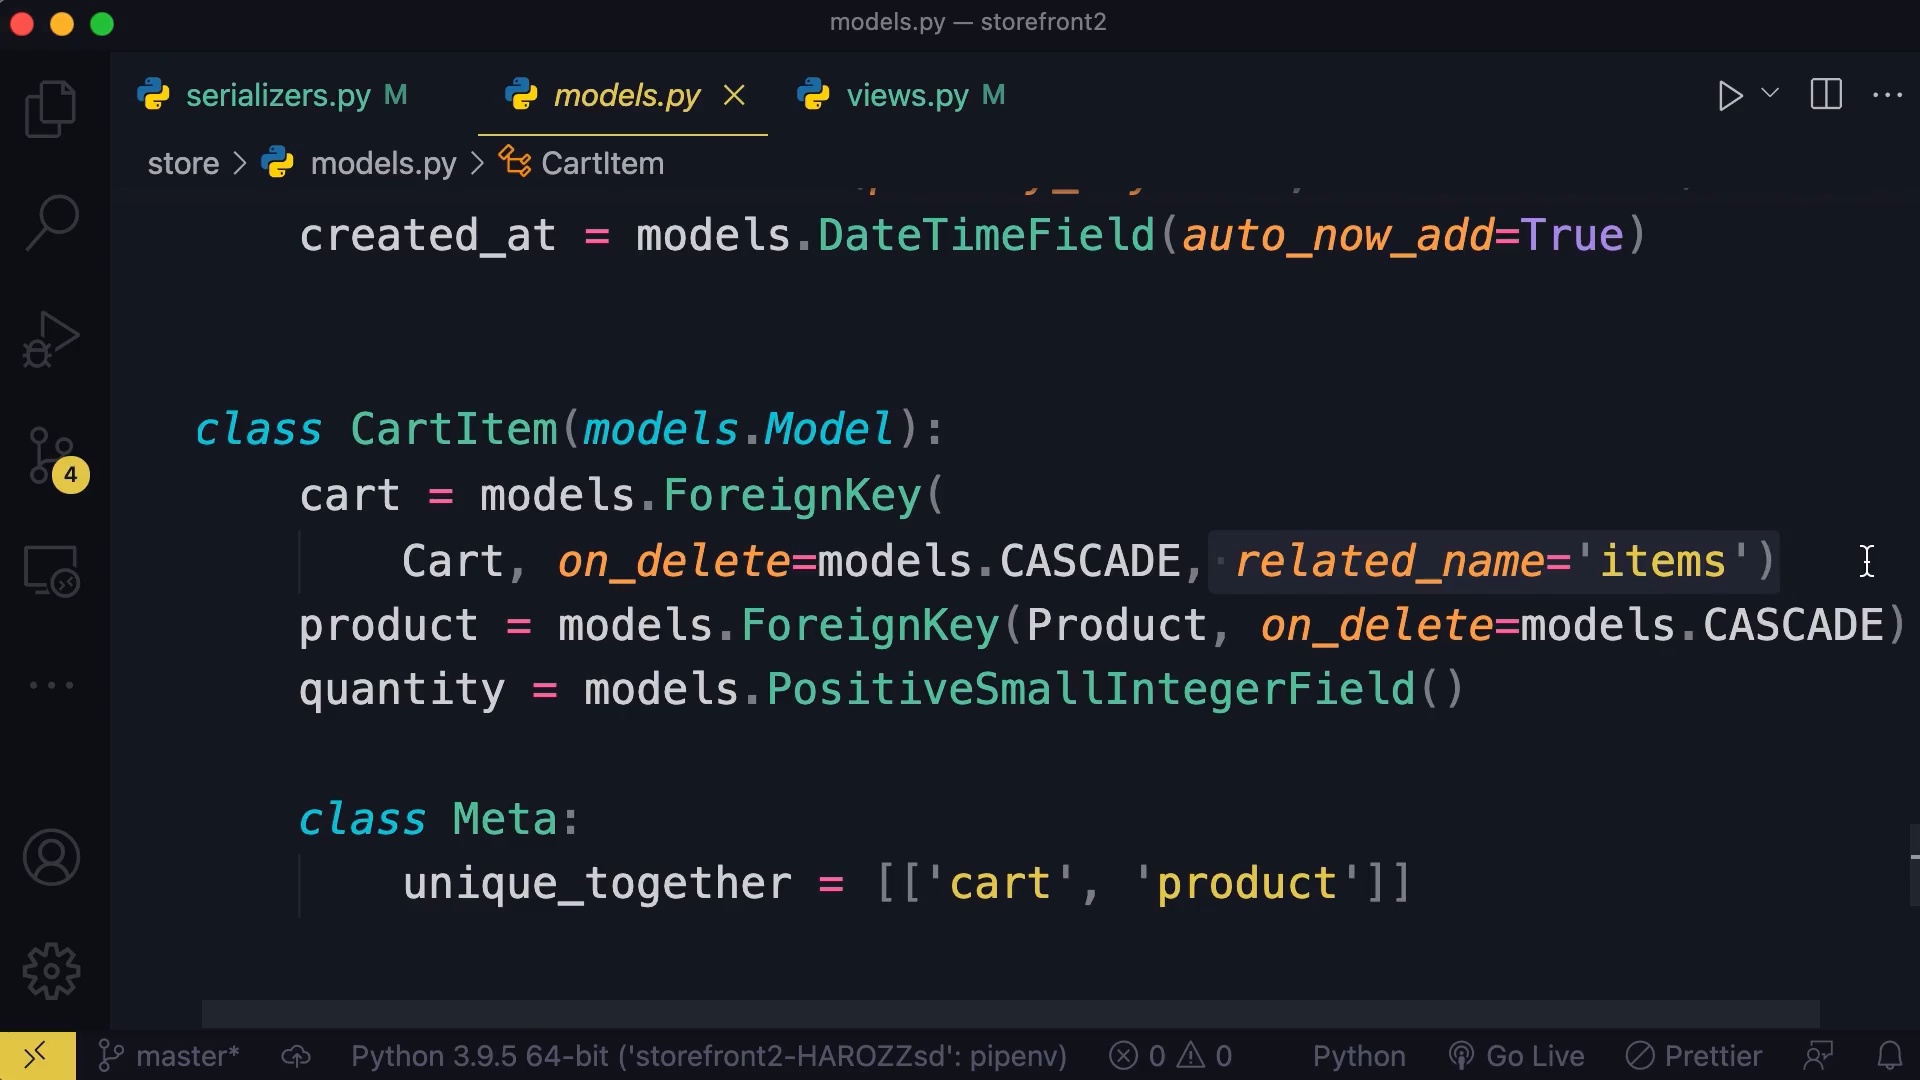 models.py — storefront2
serializers.py M
models.py
views.py M
store > models.py > CartItem
created_at = models.DateTimeField(auto_now_add=True)
class CartItem(models.Model):
cart = models.ForeignKey(
Cart, on_delete=models.CASCADE, related_name='items')
product = models.ForeignKey(Product, on_delete=models.CASCADE)
quantity = models.PositiveSmallIntegerField()
class Meta:
unique_together = [['cart', 'product']]
4
master* Python 3.9.5 64-bit ('storefront2-HAROZZsd': pipenv) 0 0 Python Go Live Prettier